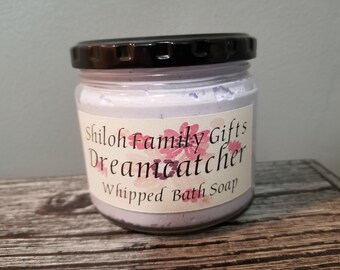 Shiloh Family Gifts
Dreamcatcher
Whipped Bath Soap